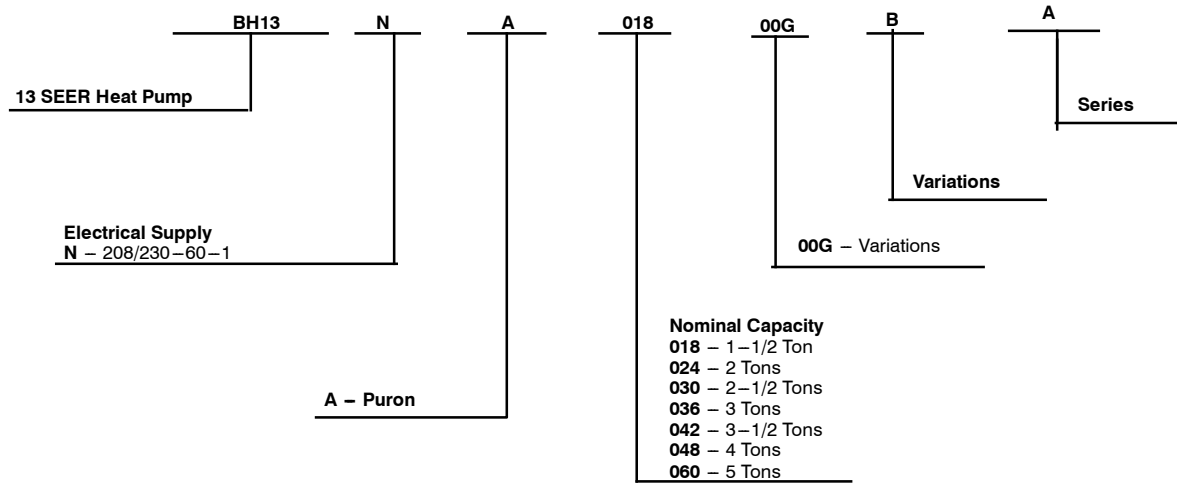 BH13 N A 018 00G B A
13 SEER Heat Pump
Series
Variations
Electrical Supply
N – 208/230–60–1
00G – Variations
A – Puron
Nominal Capacity
018 – 1–1/2 Ton
024 – 2 Tons
030 – 2–1/2 Tons
036 – 3 Tons
042 – 3–1/2 Tons
048 – 4 Tons
060 – 5 Tons